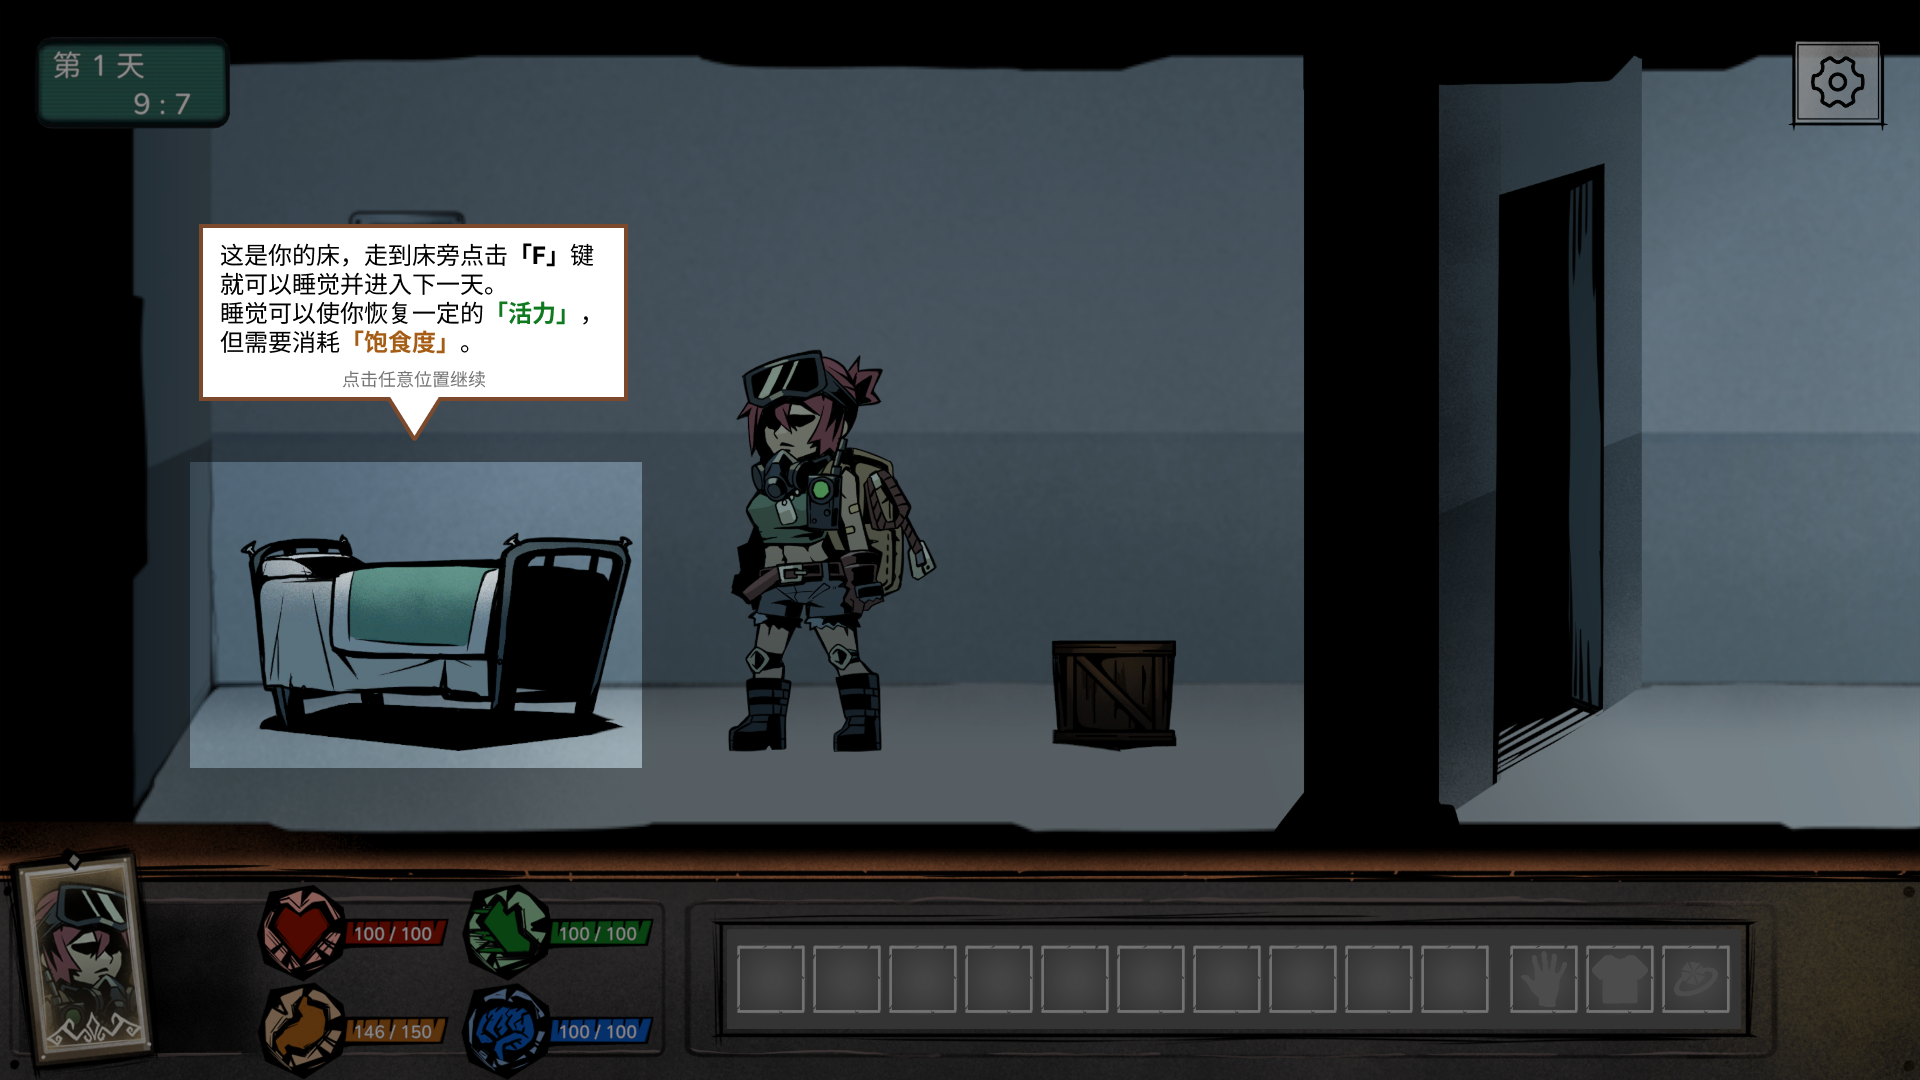 第 1 天
9 : 7
这是你的床，走到床旁点击「F」键
就可以睡觉并进入下一天。
睡觉可以使你恢复一定的「活力」，
但需要消耗「饱食度」。
点击任意位置继续
100 / 100
100 / 100
146 / 150
100 / 100